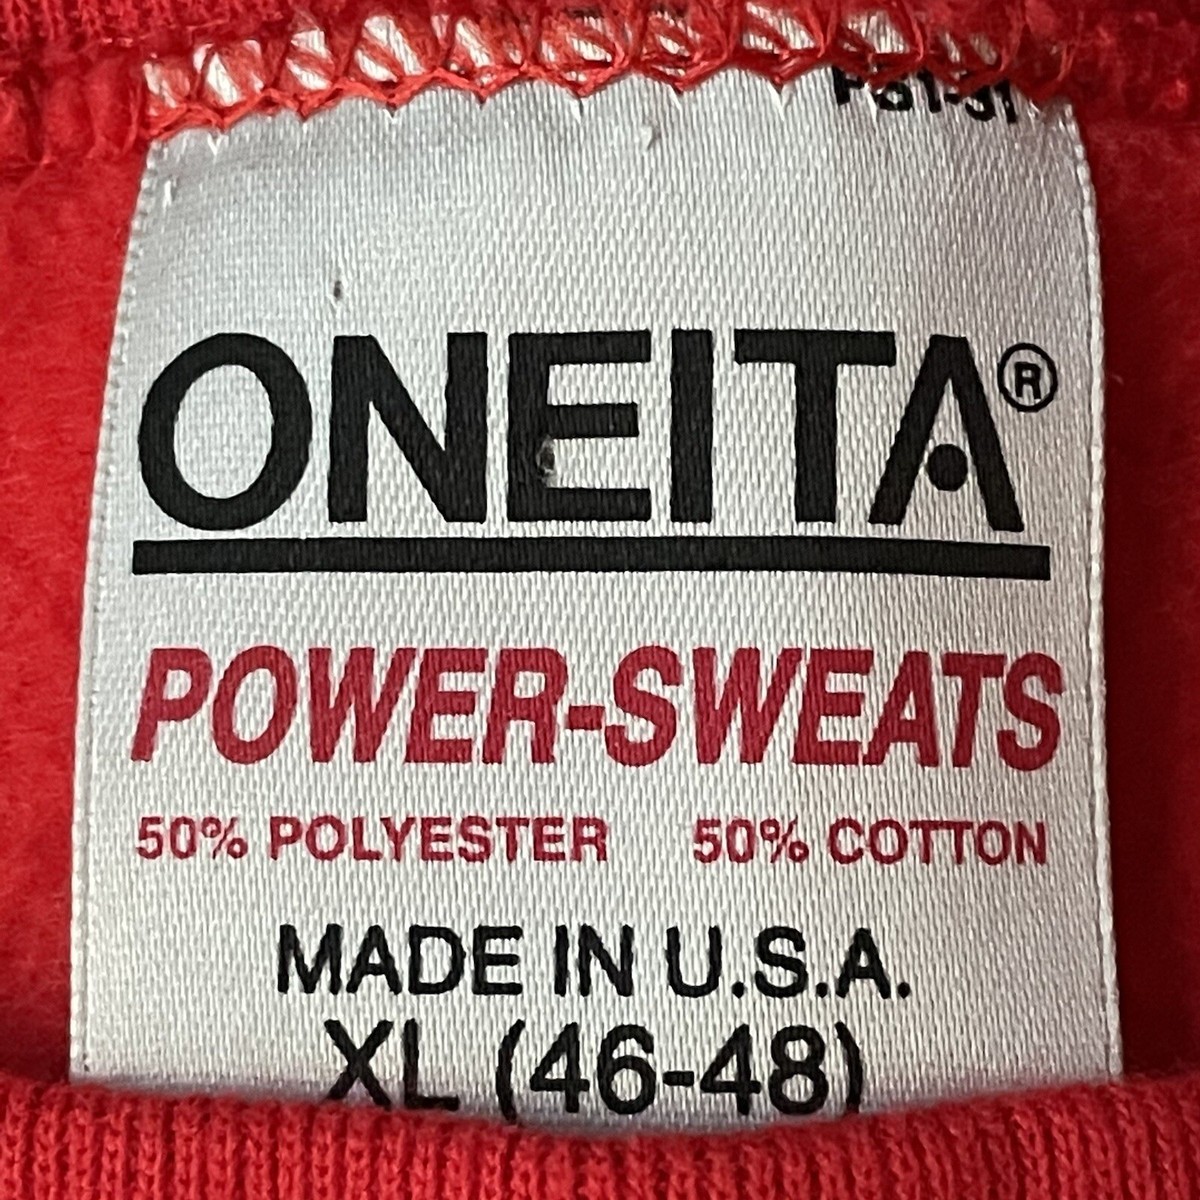 ONEITA®
POWER-SWEATS
50% POLYESTER 50% COTTON
MADE IN U.S.A.
XL (46-48)